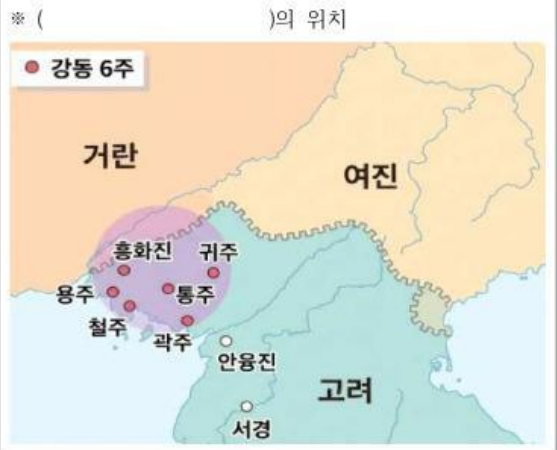 ※ (                    )의 위치
강동 6주
거란
여진
흥화진
귀주
용주
통주
철주
곽주
안융진
고려
서경